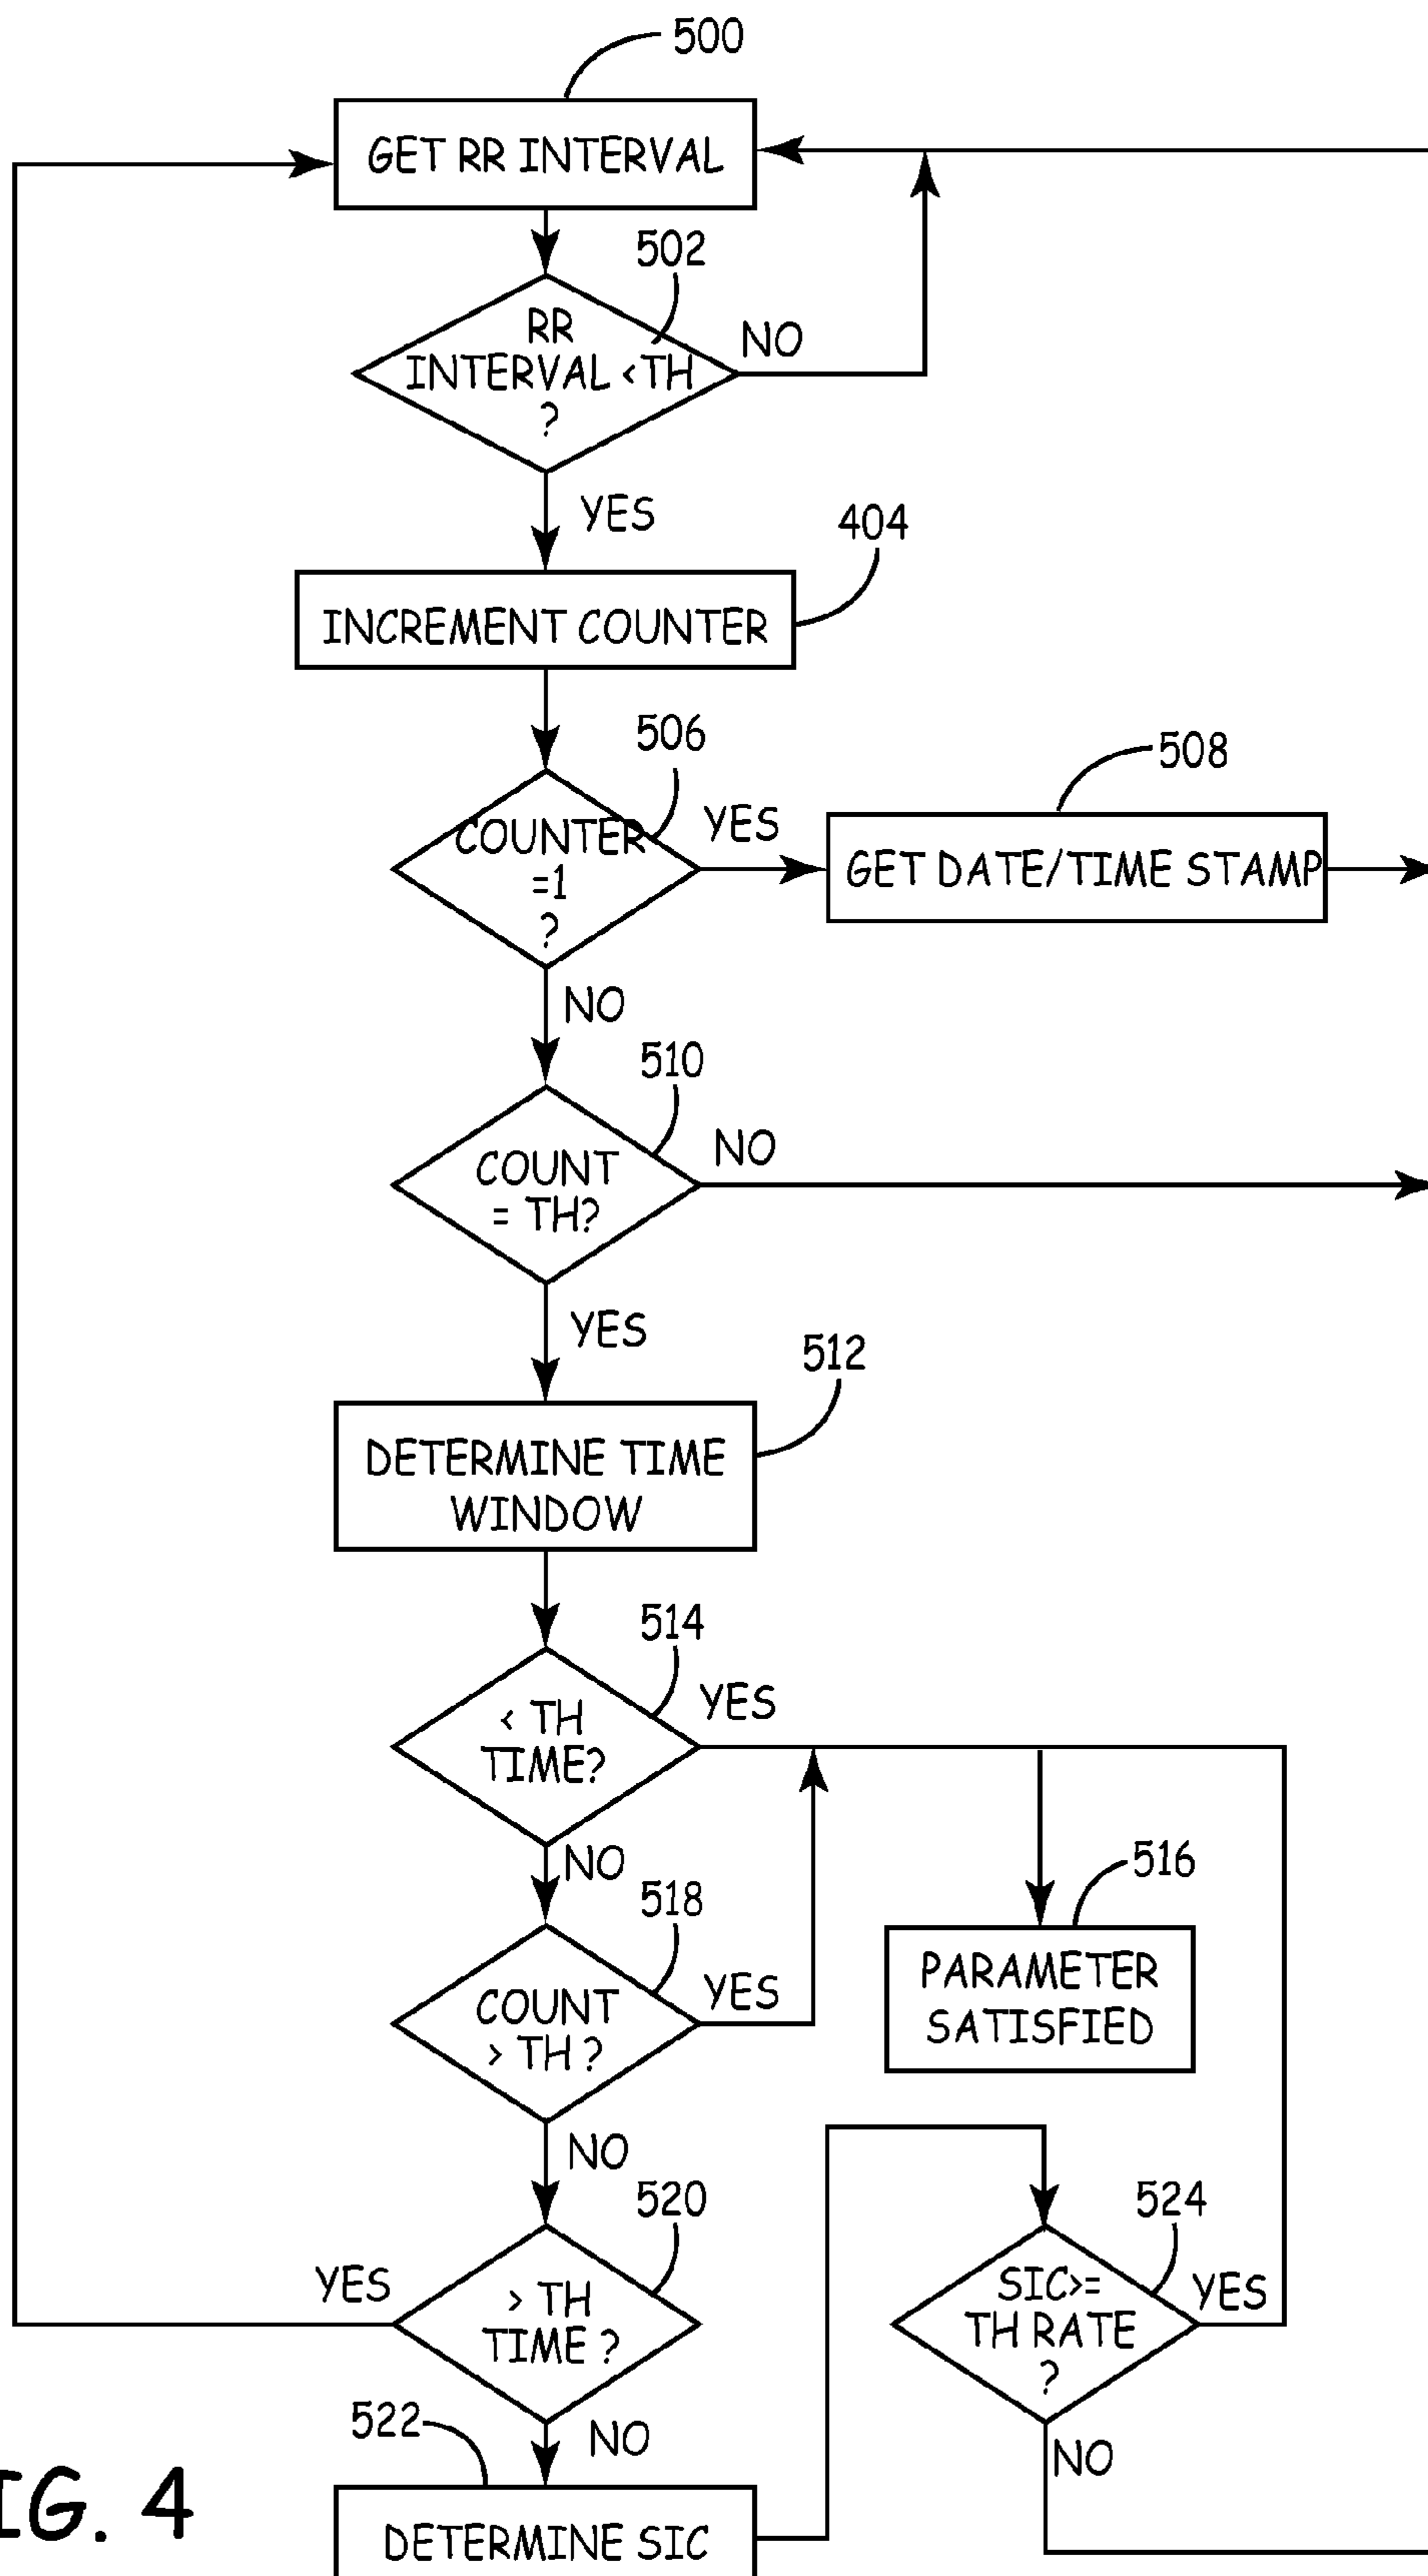 500
GET RR INTERVAL
502
RR
INTERVAL <TH
?
NO
YES
404
INCREMENT COUNTER
506
COUNTER
=1
?
YES
508
GET DATE/TIME STAMP
NO
510
COUNT
= TH?
NO
YES
512
DETERMINE TIME
WINDOW
514
< TH
TIME?
YES
NO
516
PARAMETER
SATISFIED
518
COUNT
> TH ?
YES
NO
520
> TH
TIME ?
YES
NO
524
SIC>=
TH RATE
?
YES
NO
522
DETERMINE SIC
IG. 4